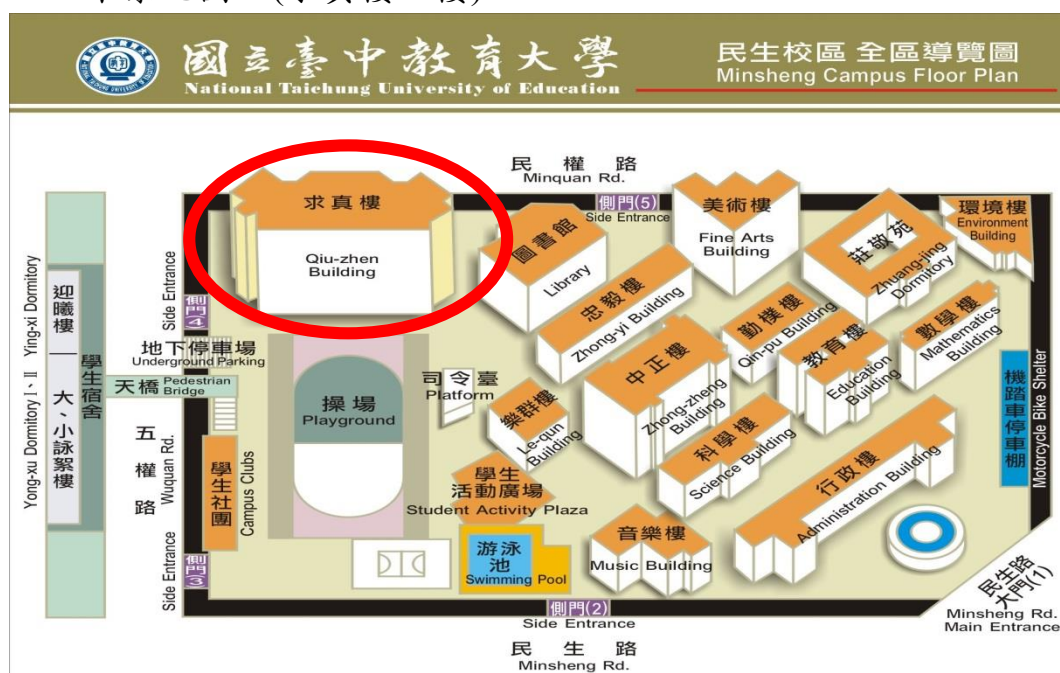 (求真樓一樓)
國立臺中教育大學
National Taichung University of Education
民生校區 全區導覽圖
Minsheng Campus Floor Plan
民權路
Minquan Rd.
求真樓
Qiu-zhen
Building
側門(5)
Side Entrance
圖書館
Library
美術樓
Fine Arts
Building
莊敬苑
Zhuang-jing
Dormitory
環境樓
Environment
Building
忠毅樓
Zhong-yi Building
勤樸樓
Qin-pu Building
教育樓
Education
Building
數學樓
Mathematics
Building
中正樓
Zhong-zheng
Building
科學樓
Science Building
行政樓
Administration Building
機踏車停車棚
Motorcycle Bike Shelter
Side Entrance
側門4
地下停車場
Underground Parking
天橋
Pedestrian
Bridge
迎曦樓
大、小詠絮樓
學生宿舍
Ying-xi Dormitory
Yong-xu Dormitory I、II
五權路
Wuquan Rd.
學生社團
Campus Clubs
操場
Playground
司令臺
Platform
樂群樓
Le-qun
Building
學生
活動廣場
Student Activity Plaza
游泳
池
Swimming Pool
音樂樓
Music Building
Side Entrance
側門3
側門(2)
Side Entrance
民生路
Minsheng Rd.
民生路
大門(1)
Minsheng Rd.
Main Entrance